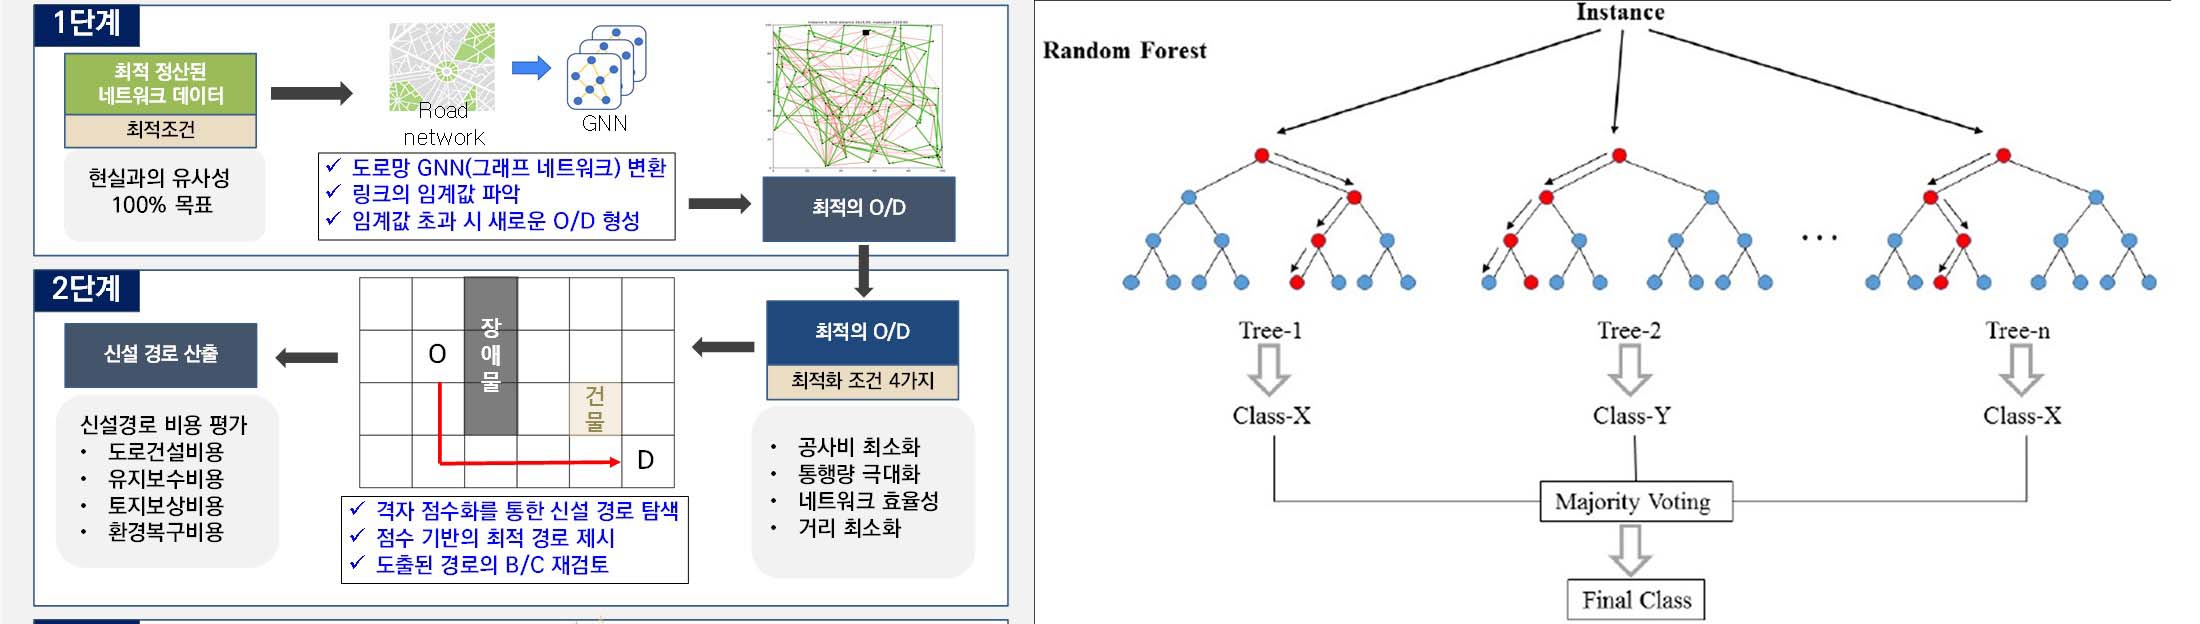 1단계
최적 정산된
네트워크 데이터
최적조건
현실과의 유사성
100% 목표
Road
network
GNN
✓ 도로망 GNN(그래프 네트워크) 변환
✓ 링크의 임계값 파악
✓ 임계값 초과 시 새로운 O/D 형성
최적의 O/D
2단계
최적의 O/D
최적화 조건 4가지
• 공사비 최소화
• 통행량 극대화
• 네트워크 효율성
• 거리 최소화
O
장
애
물
건
물
D
✓ 격자 점수화를 통한 신설 경로 탐색
✓ 점수 기반의 최적 경로 제시
✓ 도출된 경로의 B/C 재검토
신설 경로 산출
신설경로 비용 평가
• 도로건설비용
• 유지보수비용
• 토지보상비용
• 환경복구비용
Instance
Random Forest
...
Tree-1
Tree-2
Tree-n
Class-X
Class-Y
Class-X
Majority Voting
Final Class